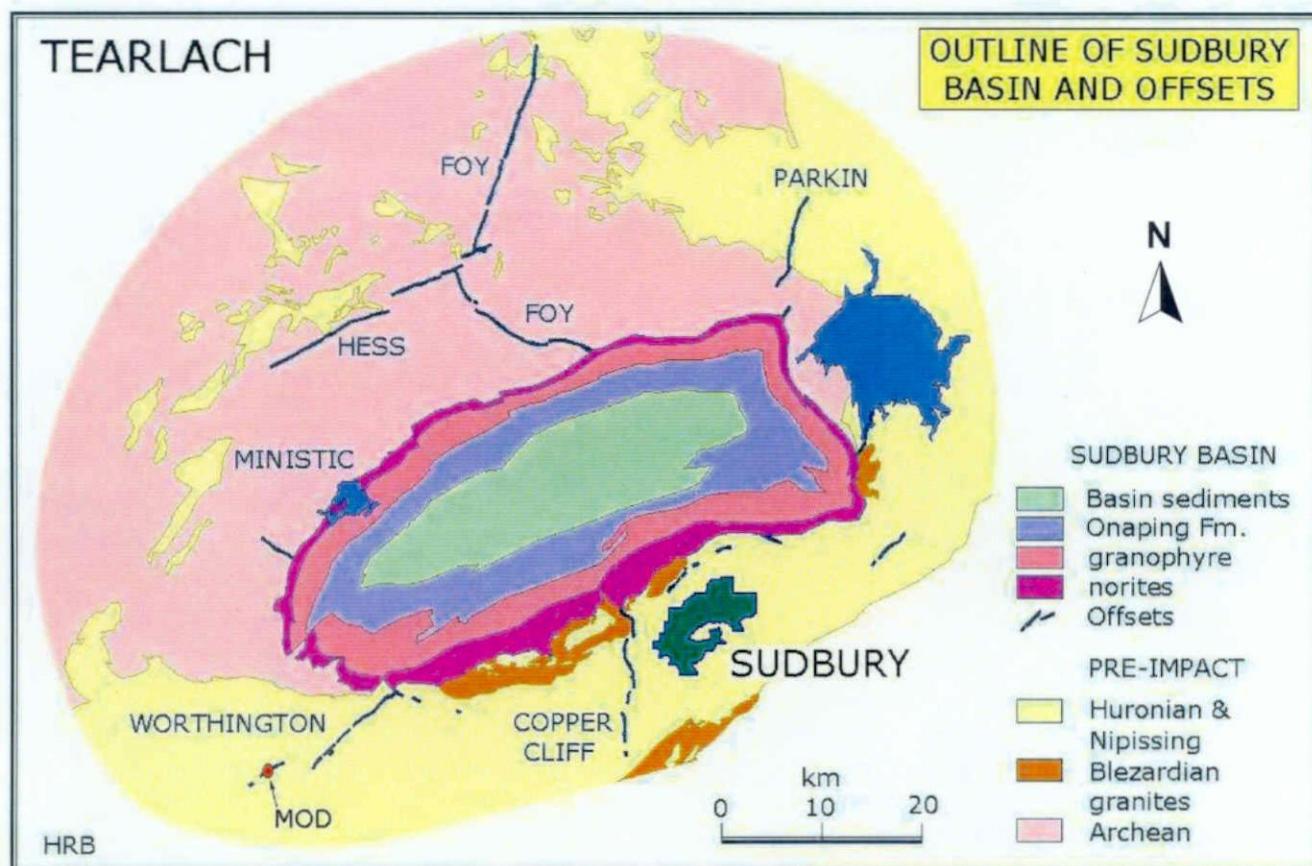 TEARLACH
OUTLINE OF SUDBURY
BASIN AND OFFSETS
FOY
PARKIN
N
FOY
HESS
MINISTIC
SUDBURY BASIN
Basin sediments
Onaping Fm.
granophyre
norites
Offsets
SUDBURY
PRE-IMPACT
WORTHINGTON
COPPER
CLIFF
Huronian &
Nipissing
Blezardian
granites
Archean
km
0 10 20
MOD
HRB